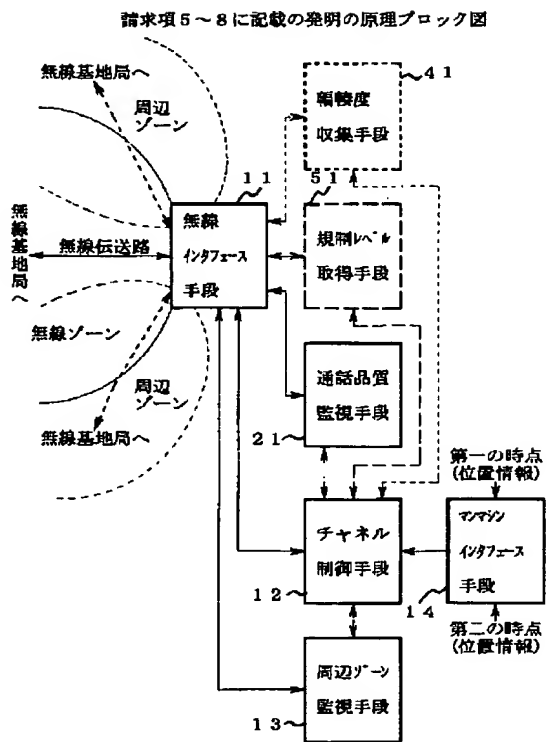 請求項5～8に記載の発明の原理ブロック図
無線基地局へ
周辺
ゾーン
41
輻輳度
収集手段
11
51
無線
インタフェース
手段
規制レベル
取得手段
無線基地局へ
無線伝送路
無線ゾーン
周辺
ゾーン
無線基地局へ
通話品質
監視手段
21
第一の時点
(位置情報)
チャネル
制御手段
12
マンマシン
インタフェース
手段
14
第二の時点
(位置情報)
周辺ゾーン
監視手段
13